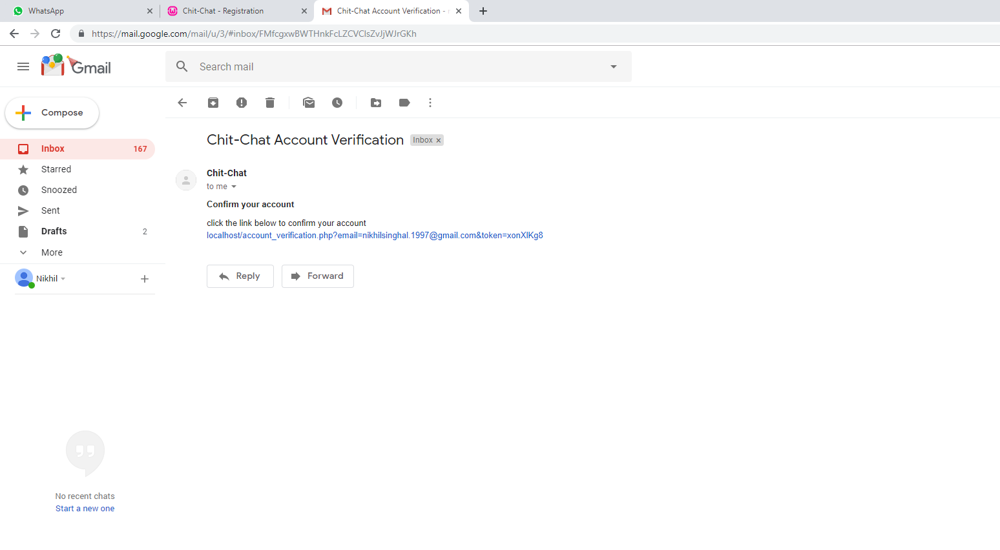 WhatsApp
Chit-Chat - Registration
Chit-Chat Account Verification -
https://mail.google.com/mail/u/3/#inbox/FMfcgxwBWTHnkFcLZCVClsZvJjWJrGKh
Gmail
Search mail
Compose
Inbox 167
Starred
Snoozed
Sent
Drafts 2
More
Nikhil
No recent chats
Start a new one
Chit-Chat Account Verification Inbox x
Chit-Chat
to me
Confirm your account
click the link below to confirm your account
localhost/account_verification.php?email=nikhilsinghal.1997@gmail.com&token=xonXlKg8
Reply
Forward